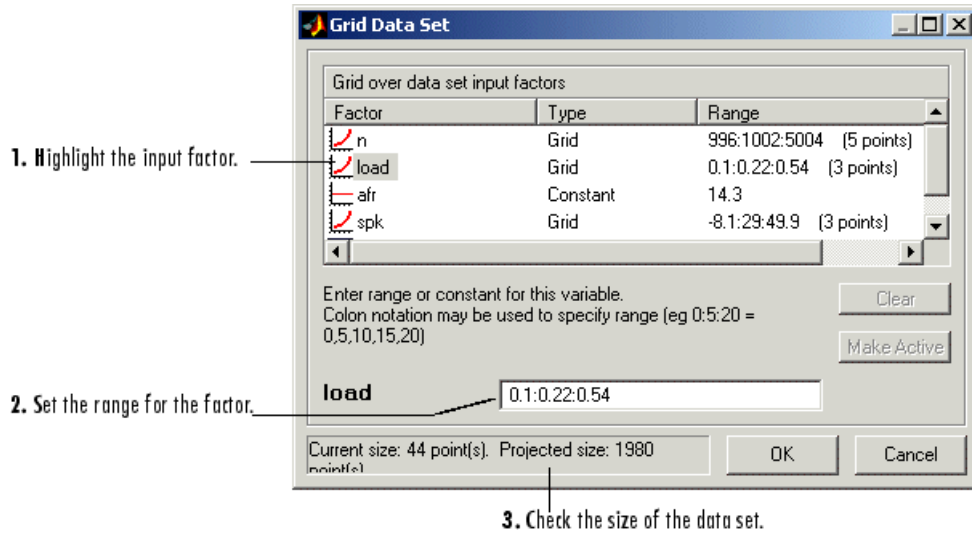 Grid Data Set
Grid over data set input factors
Factor Type Range
n Grid 996:1002:5004 (5 points)
1. Highlight the input factor.
load Grid 0.1:0.22:0.54 (3 points)
afr Constant 14.3
spk Grid -8.1:29:49.9 (3 points)
Enter range or constant for this variable.
Colon notation may be used to specify range (eg 0:5:20 =
0,5,10,15,20)
Clear
Make Active
load 0.1:0.22:0.54
2. Set the range for the factor.
Current size: 44 point(s). Projected size: 1980
point(s)
OK Cancel
3. Check the size of the data set.